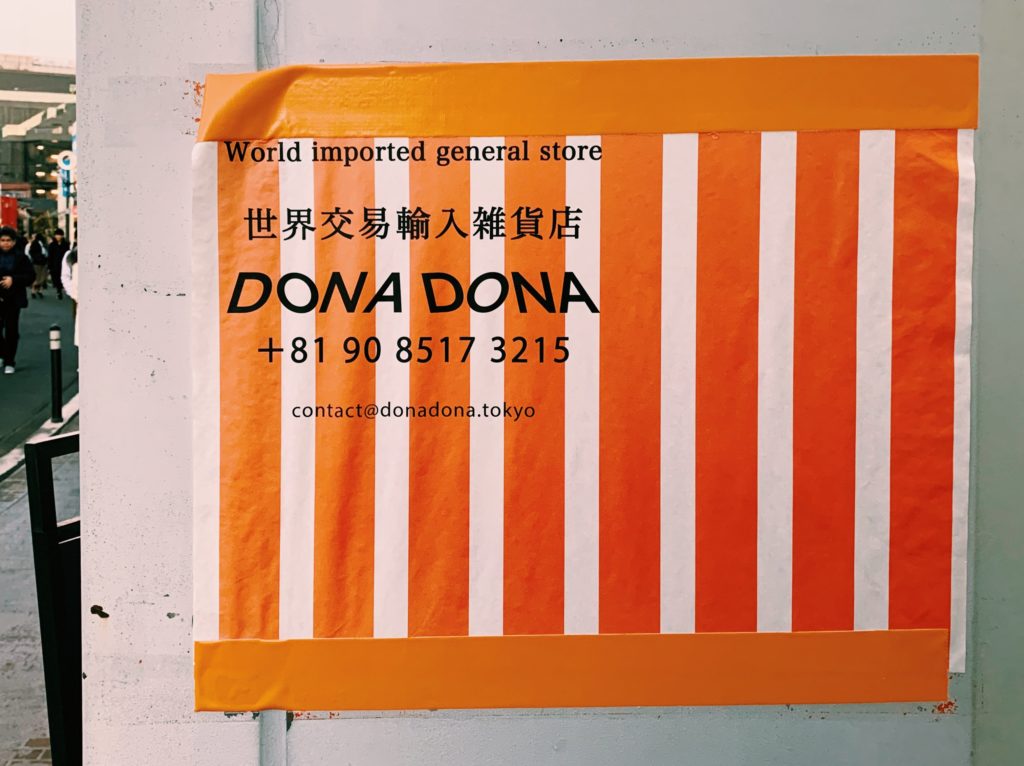 World imported general store
世界交易輸入雑貨店
DONA DONA
+81 90 8517 3215
contact@donadona.tokyo